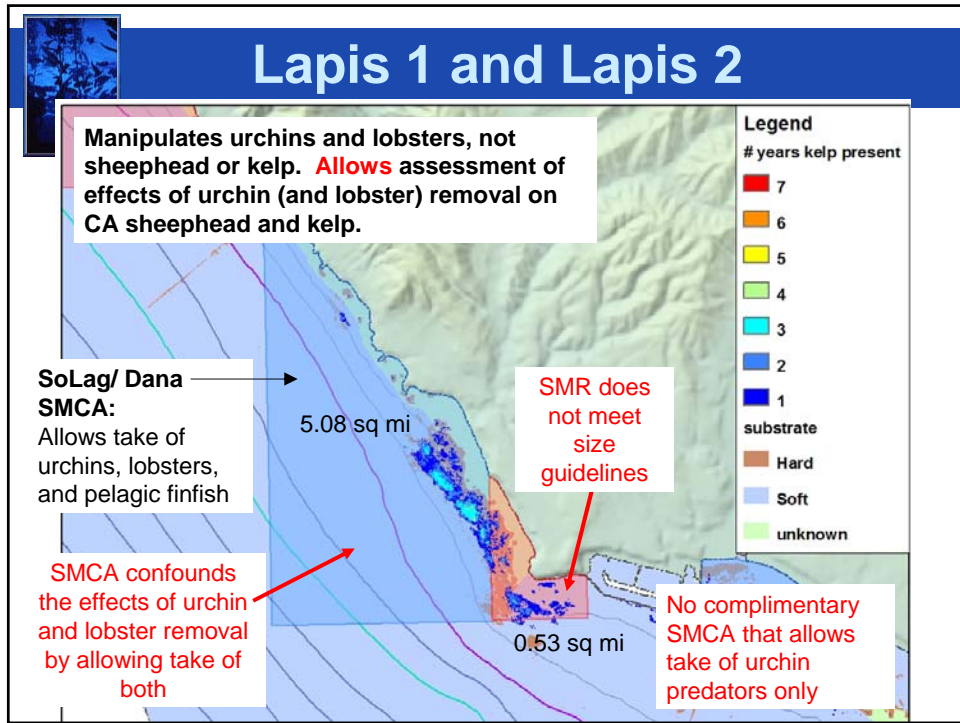 Lapis 1 and Lapis 2
Manipulates urchins and lobsters, not
sheephead or kelp. Allows assessment of
effects of urchin (and lobster) removal on
CA sheephead and kelp.
Legend
# years kelp present
7
6
5
4
3
2
1
substrate
Hard
Soft
unknown
SoLag/ Dana
SMCA:
Allows take of
urchins, lobsters,
and pelagic finfish
5.08 sq mi
SMR does
not meet
size
guidelines
SMCA confounds
the effects of urchin
and lobster removal
by allowing take of
both
0.53 sq mi
No complimentary
SMCA that allows
take of urchin
predators only